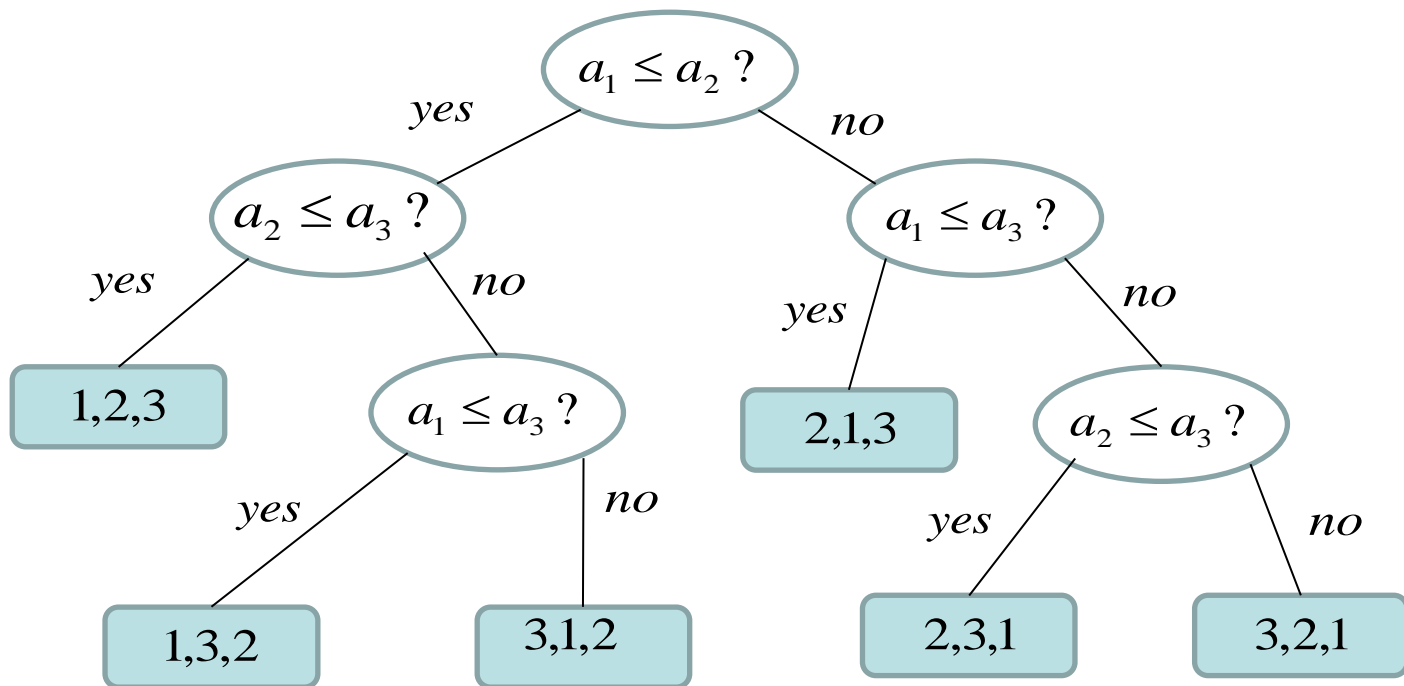 a₁ ≤ a₂ ?
yes
no
a₂ ≤ a₃ ?
a₁ ≤ a₃ ?
yes
no
yes
no
1,2,3
a₁ ≤ a₃ ?
2,1,3
a₂ ≤ a₃ ?
yes
no
yes
no
1,3,2
3,1,2
2,3,1
3,2,1